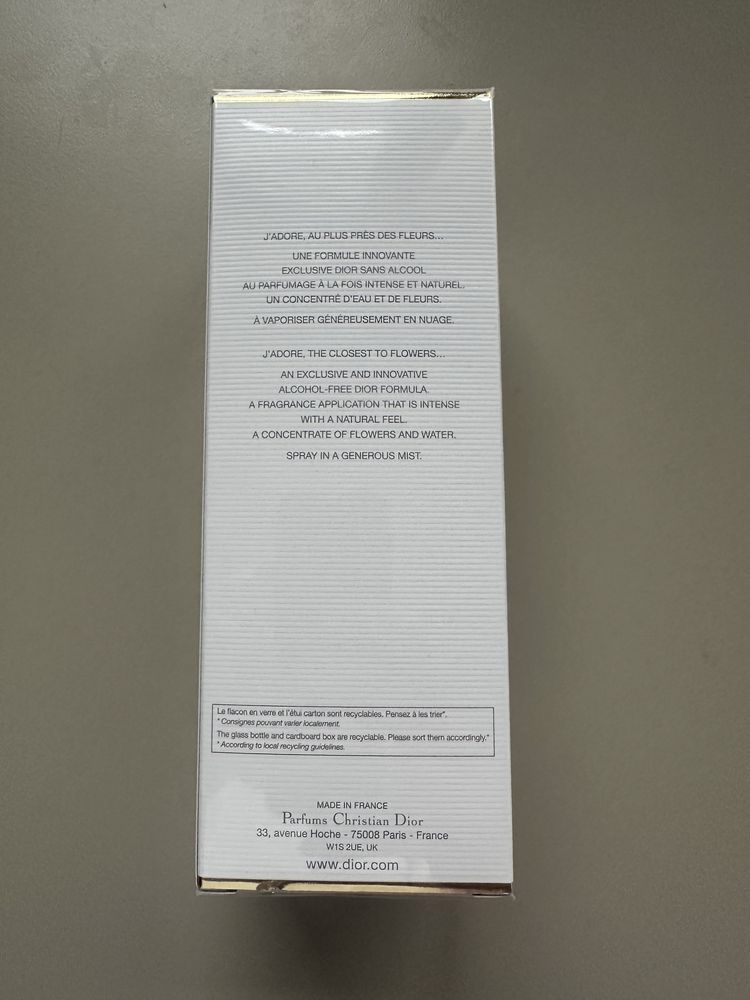 J'ADORE, AU PLUS PRÈS DES FLEURS...
UNE FORMULE INNOVANTE
EXCLUSIVE DIOR SANS ALCOOL
AU PARFUMAGE À LA FOIS INTENSE ET NATUREL.
UN CONCENTRÉ D'EAU ET DE FLEURS.
À VAPORISER GÉNÉREUSEMENT EN NUAGE.
J'ADORE, THE CLOSEST TO FLOWERS...
AN EXCLUSIVE AND INNOVATIVE
ALCOHOL-FREE DIOR FORMULA.
A FRAGRANCE APPLICATION THAT IS INTENSE
WITH A NATURAL FEEL.
A CONCENTRATE OF FLOWERS AND WATER.
SPRAY IN A GENEROUS MIST.
Le flacon en verre et l'étui carton sont recyclables. Pensez à les trier*.
* Consignes pouvant varier localement.
The glass bottle and cardboard box are recyclable. Please sort them accordingly.*
* According to local recycling guidelines.
MADE IN FRANCE
Parfums Christian Dior
33, avenue Hoche - 75008 Paris - France
W1S 2UE, UK
www.dior.com